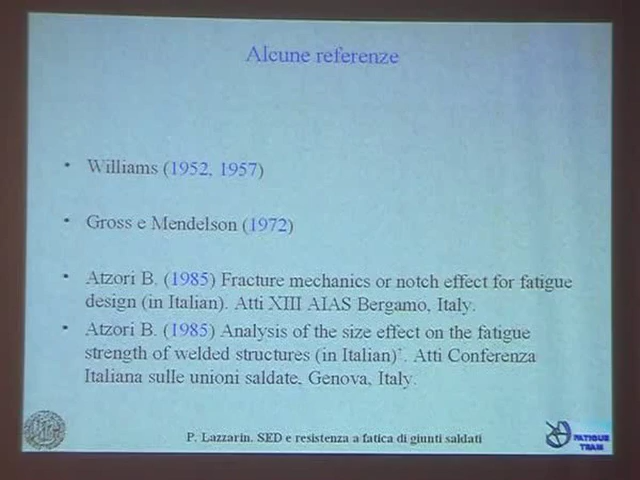 Alcune referenze
• Williams (1952, 1957)
• Gross e Mendelson (1972)
• Atzori B. (1985) Fracture mechanics or notch effect for fatigue
design (in Italian). Atti XIII AIAS Bergamo, Italy.
• Atzori B. (1985) Analysis of the size effect on the fatigue
strength of welded structures (in Italian)". Atti Conferenza
Italiana sulle unioni saldate, Genova, Italy.
P. Lazzarin. SED e resistenza a fatica di giunti saldati
FATIGUE
TEAM